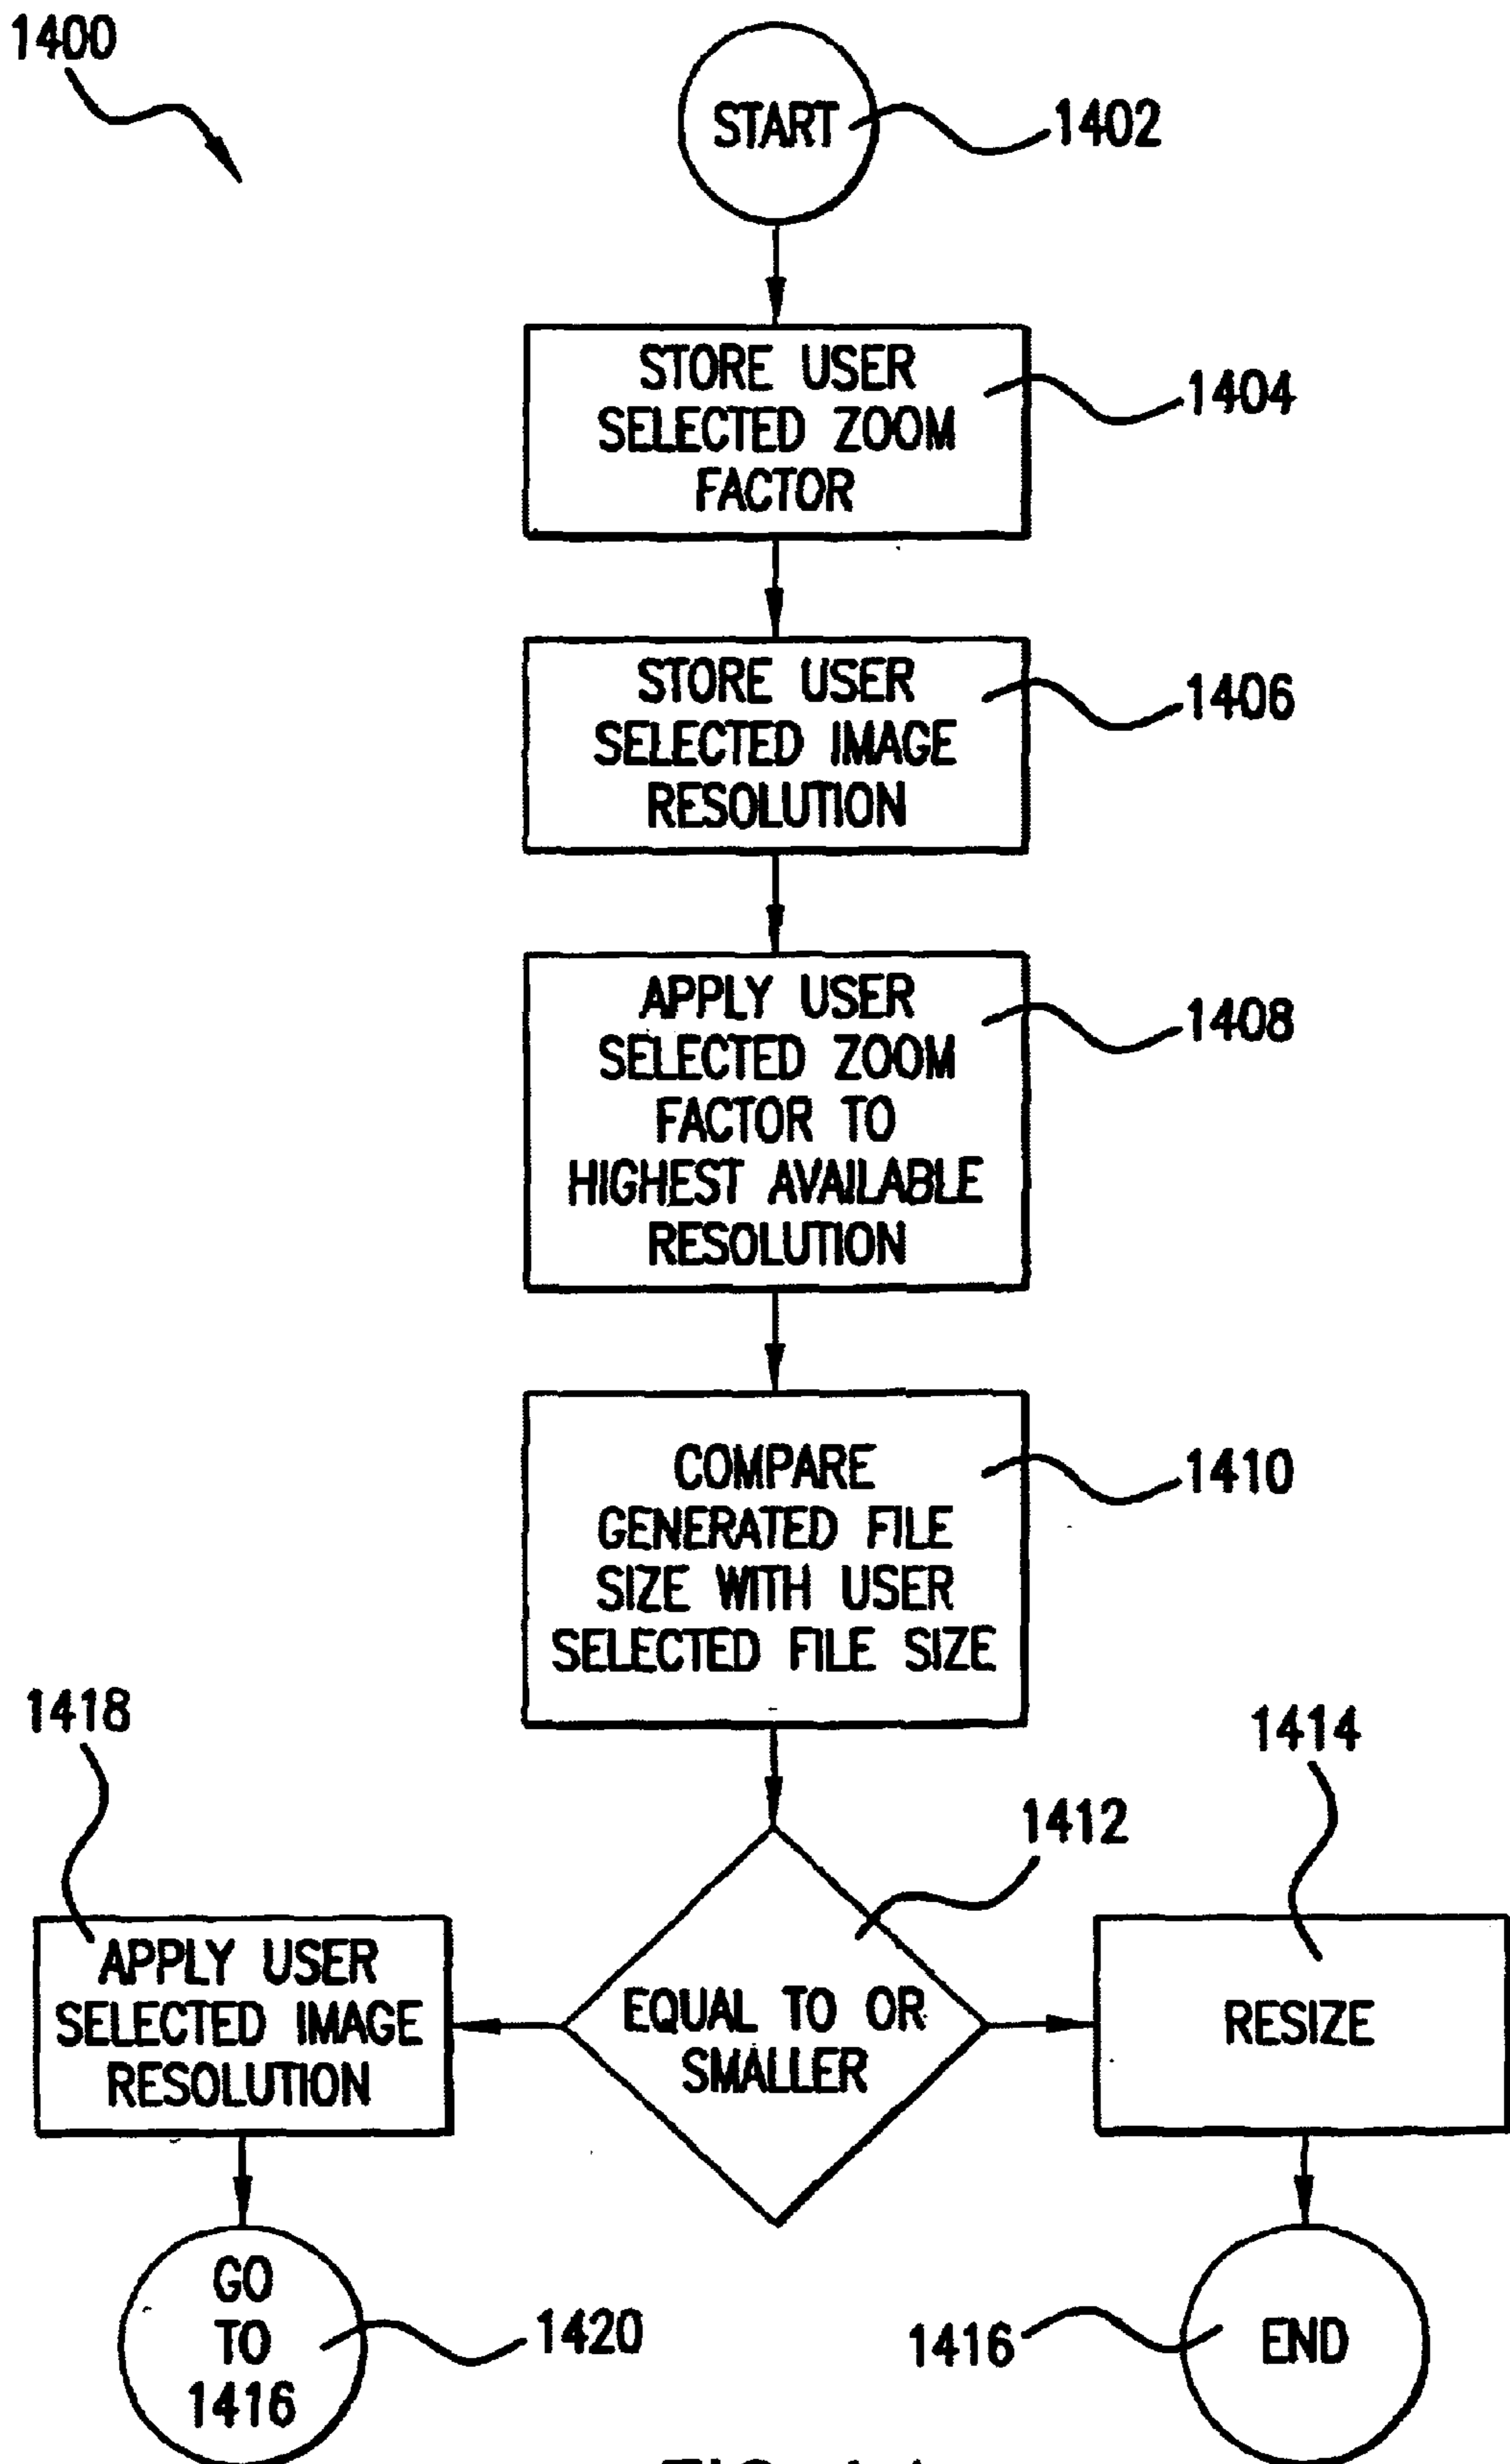 1400
START
1402
STORE USER
SELECTED ZOOM
FACTOR
1404
STORE USER
SELECTED IMAGE
RESOLUTION
1406
APPLY USER
SELECTED ZOOM
FACTOR TO
HIGHEST AVAILABLE
RESOLUTION
1408
COMPARE
GENERATED FILE
SIZE WITH USER
SELECTED FILE SIZE
1410
1418
1414
1412
APPLY USER
SELECTED IMAGE
RESOLUTION
EQUAL TO OR
SMALLER
RESIZE
GO
TO
1416
1420
1416
END